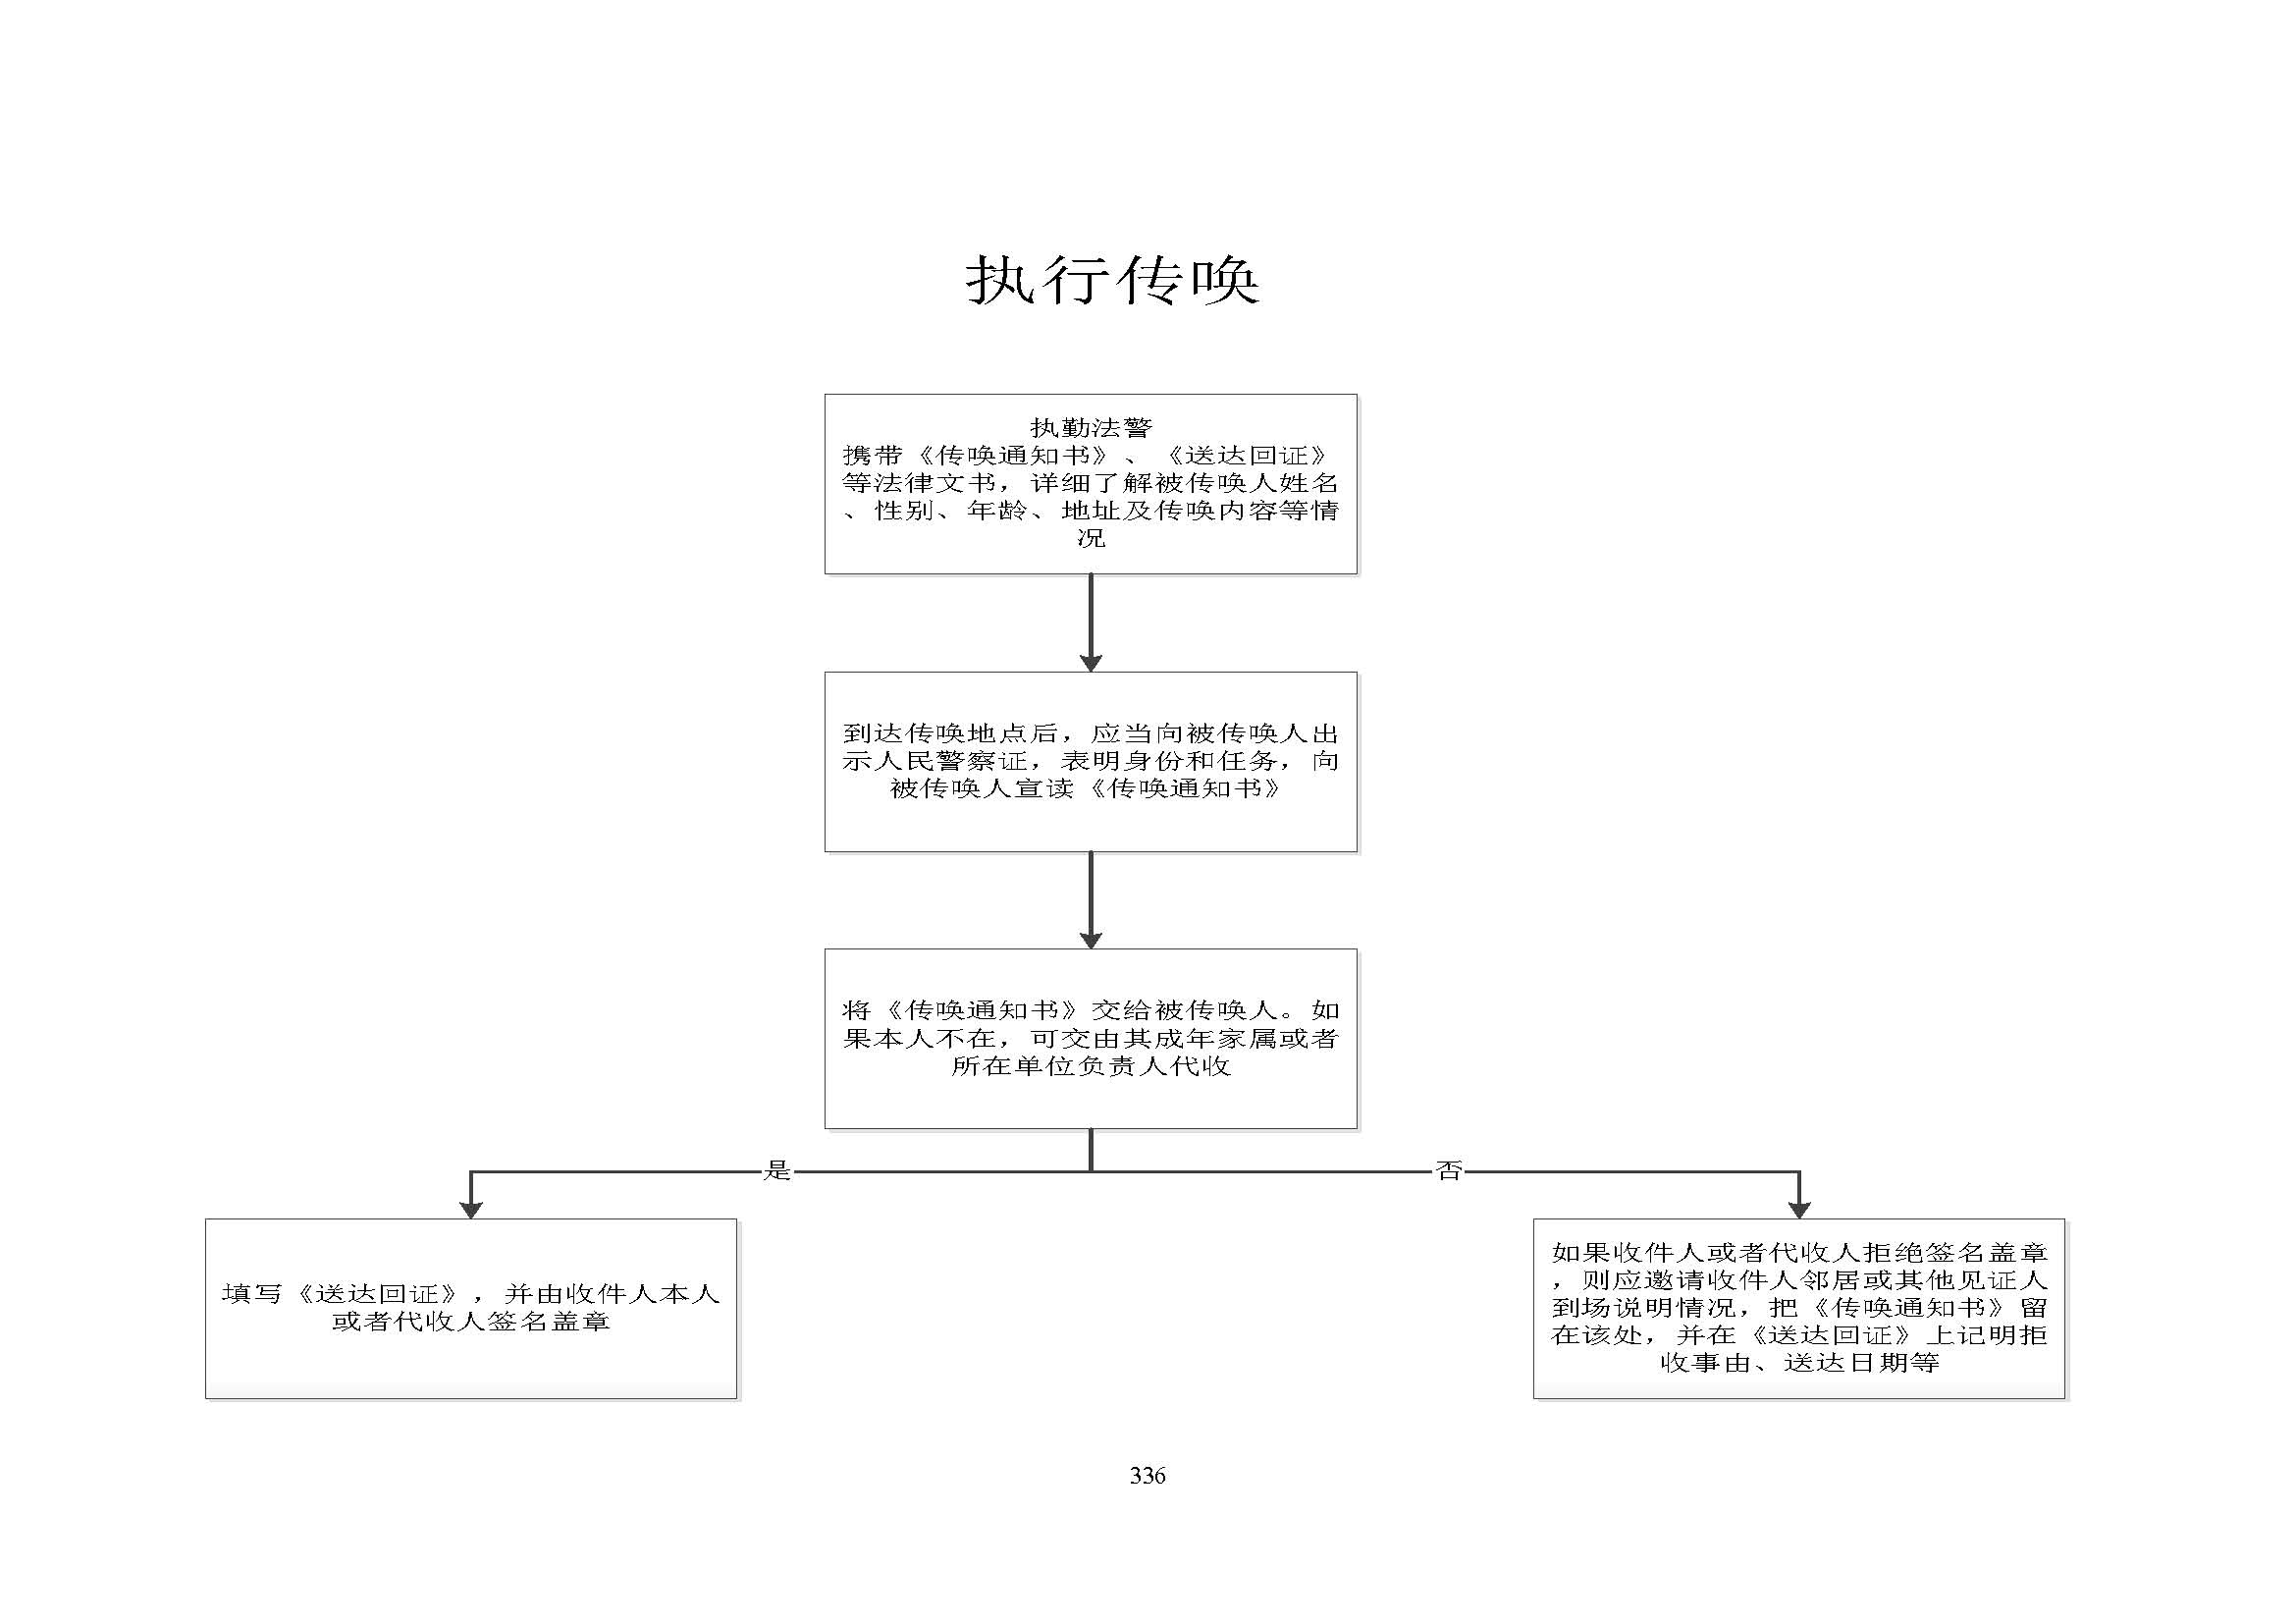 执行传唤
执勤法警
携带《传唤通知书》、《送达回证》
等法律文书，详细了解被传唤人姓名
、性别、年龄、地址及传唤内容等情
况
到达传唤地点后，应当向被传唤人出
示人民警察证，表明身份和任务，向
被传唤人宣读《传唤通知书》
将《传唤通知书》交给被传唤人。如
果本人不在，可交由其成年家属或者
所在单位负责人代收
是
否
填写《送达回证》，并由收件人本人
或者代收人签名盖章
如果收件人或者代收人拒绝签名盖章
，则应邀请收件人邻居或其他见证人
到场说明情况，把《传唤通知书》留
在该处，并在《送达回证》上记明拒
收事由、送达日期等
336